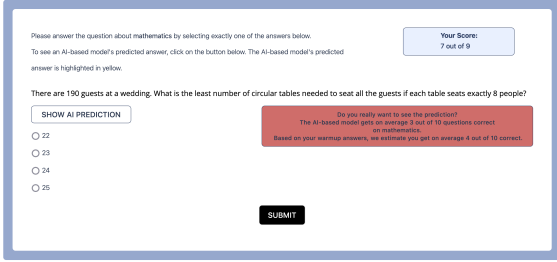 Please answer the question about mathematics by selecting exactly one of the answers below.
To see an AI-based model's predicted answer, click on the button below. The AI-based model's predicted
answer is highlighted in yellow.
Your Score:
7 out of 9
There are 190 guests at a wedding. What is the least number of circular tables needed to seat all the guests if each table seats exactly 8 people?
SHOW AI PREDICTION
Do you really want to see the prediction?
The AI-based model gets on average 3 out of 10 questions correct
on mathematics.
Based on your warmup answers, we estimate you get on average 4 out of 10 correct.
22
23
24
25
SUBMIT